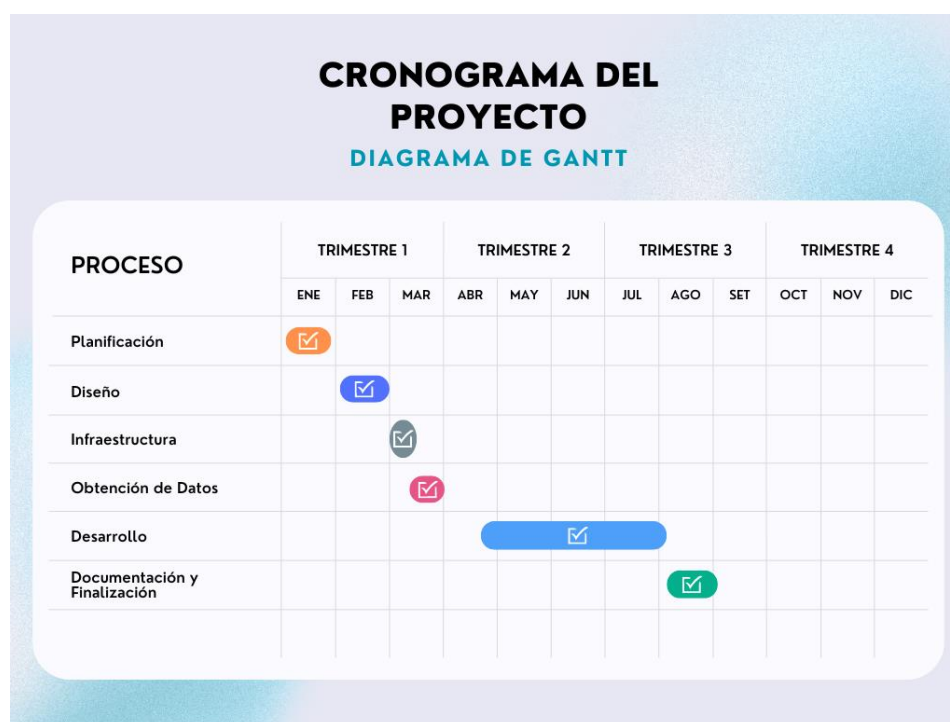 CRONOGRAMA DEL
PROYECTO
DIAGRAMA DE GANTT
PROCESO
TRIMESTRE 1
TRIMESTRE 2
TRIMESTRE 3
TRIMESTRE 4
ENE
FEB
MAR
ABR
MAY
JUN
JUL
AGO
SET
OCT
NOV
DIC
Planificación
Diseño
Infraestructura
Obtención de Datos
Desarrollo
Documentación y
Finalización